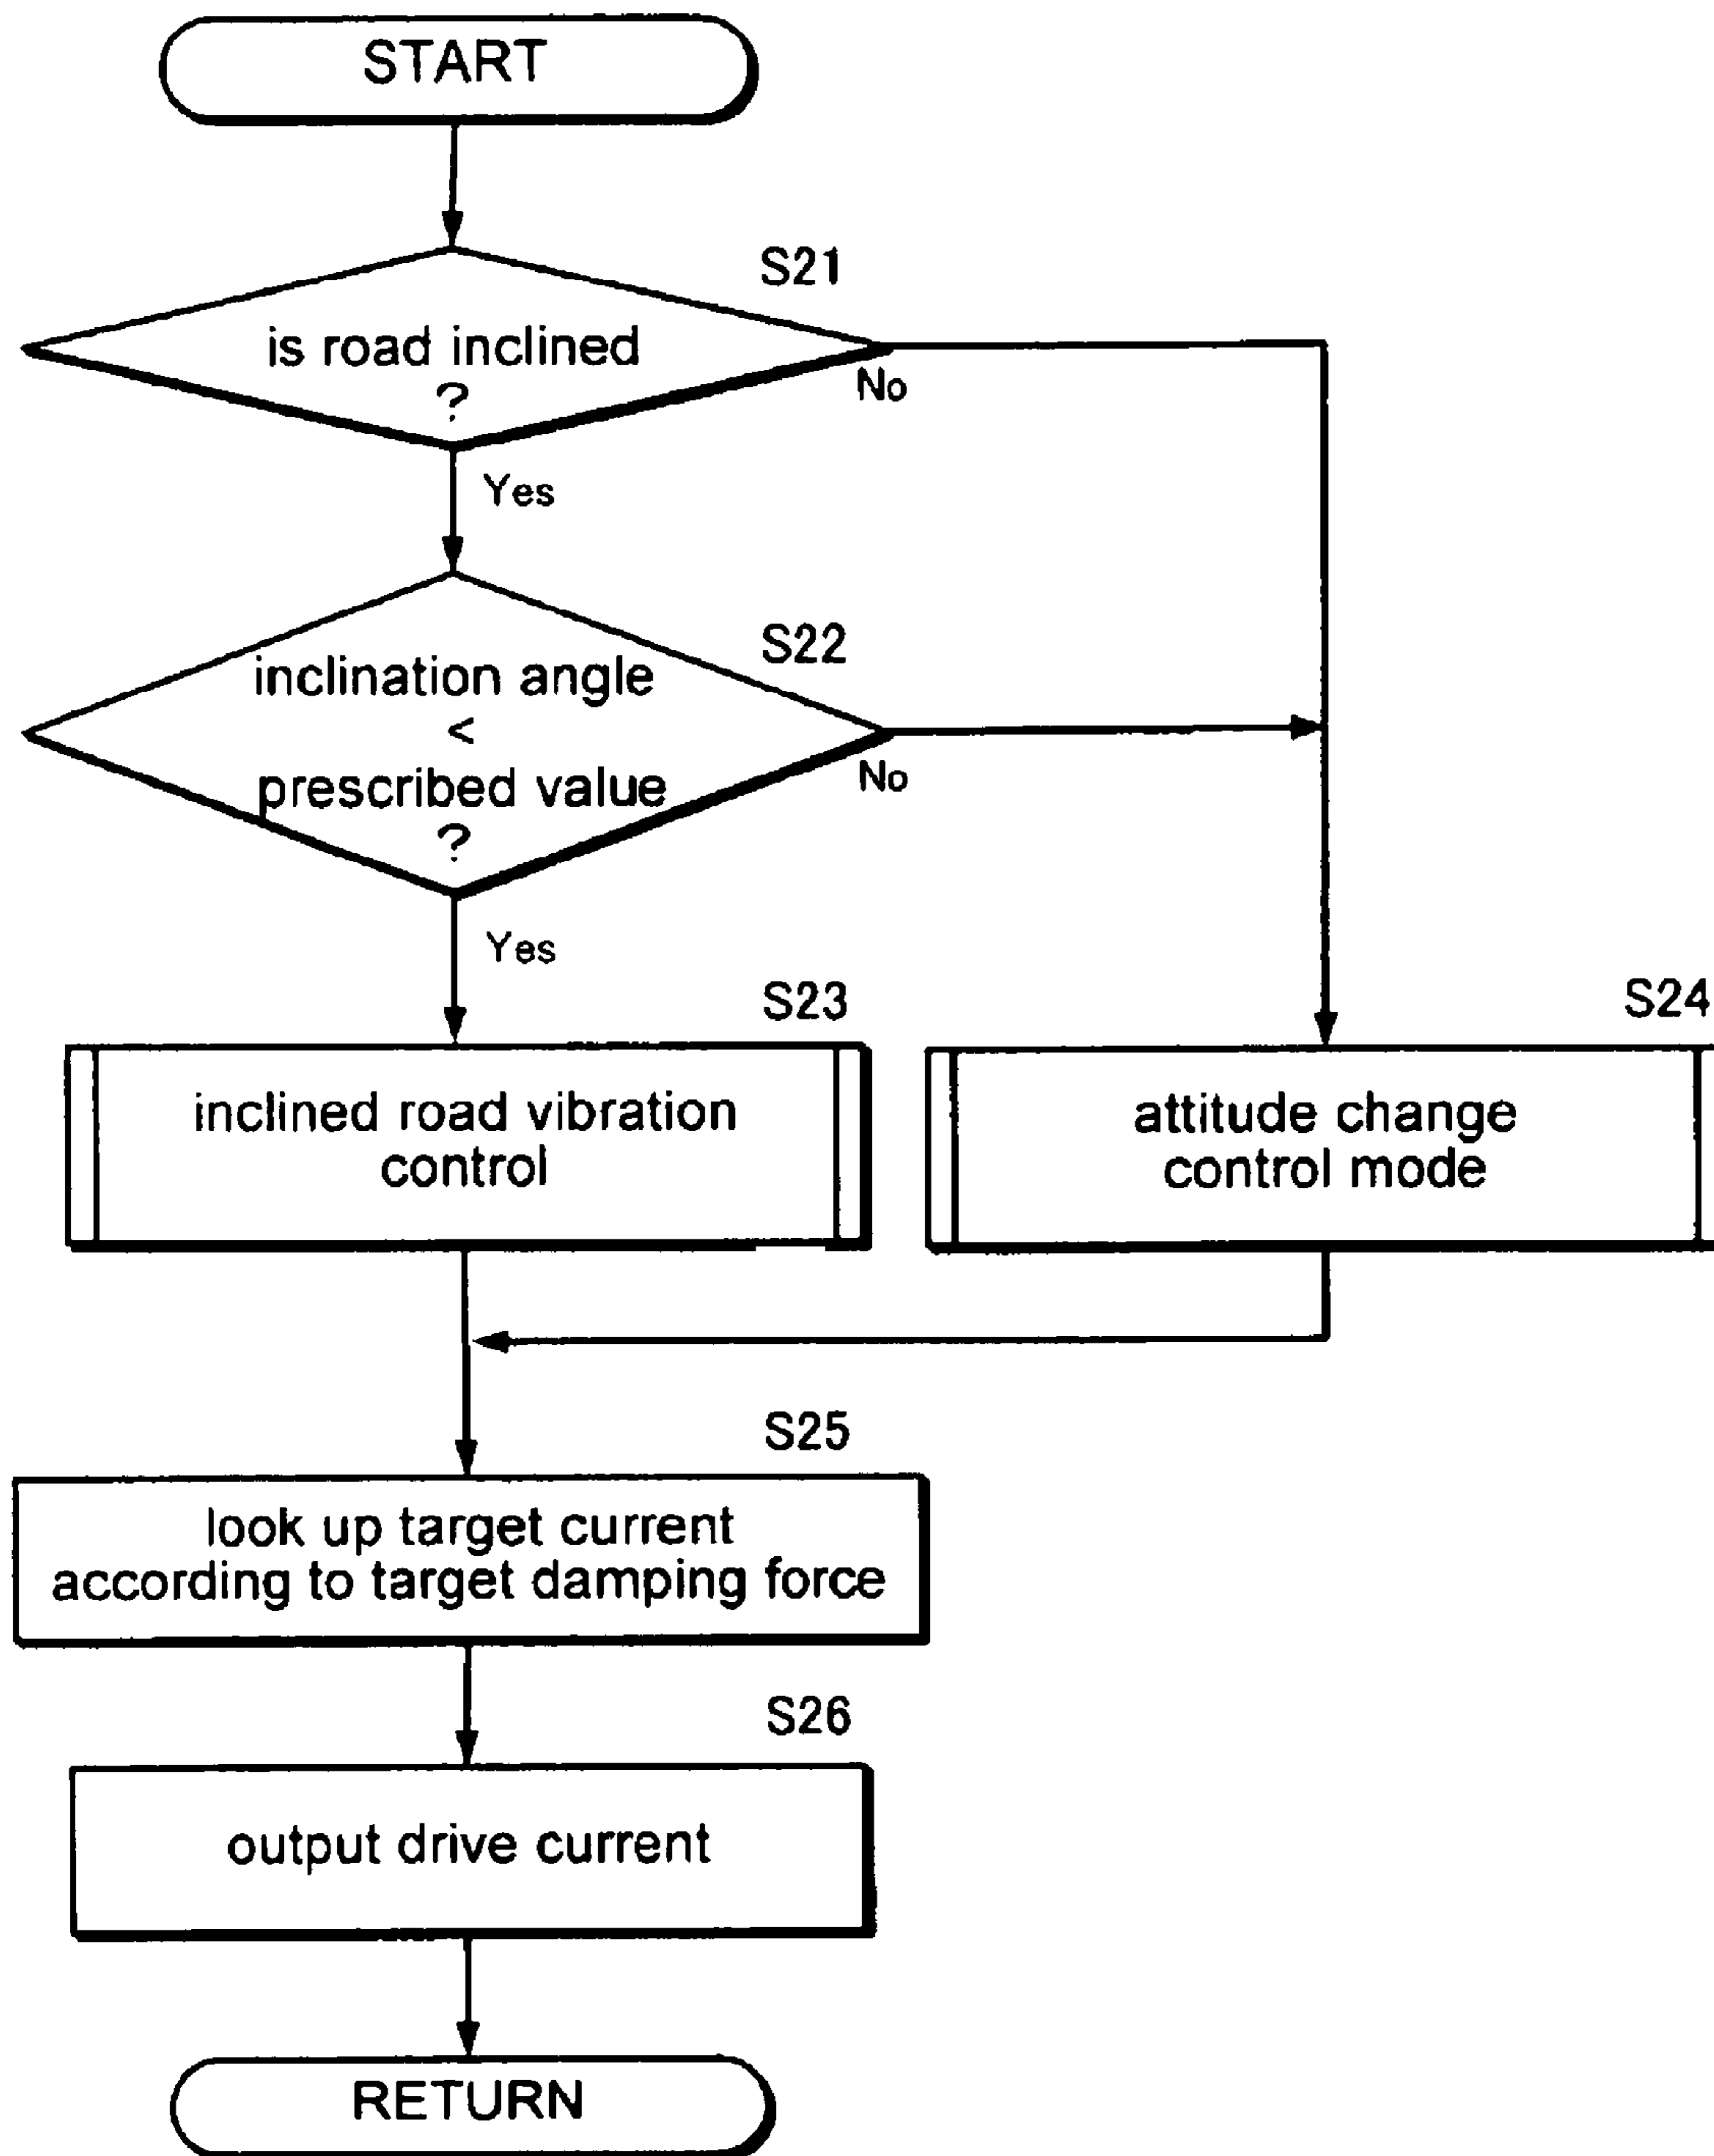 START
S21
is road inclined
?
No
Yes
S22
inclination angle
<
prescribed value
?
No
Yes
S23
inclined road vibration
control
S24
attitude change
control mode
S25
look up target current
according to target damping force
S26
output drive current
RETURN